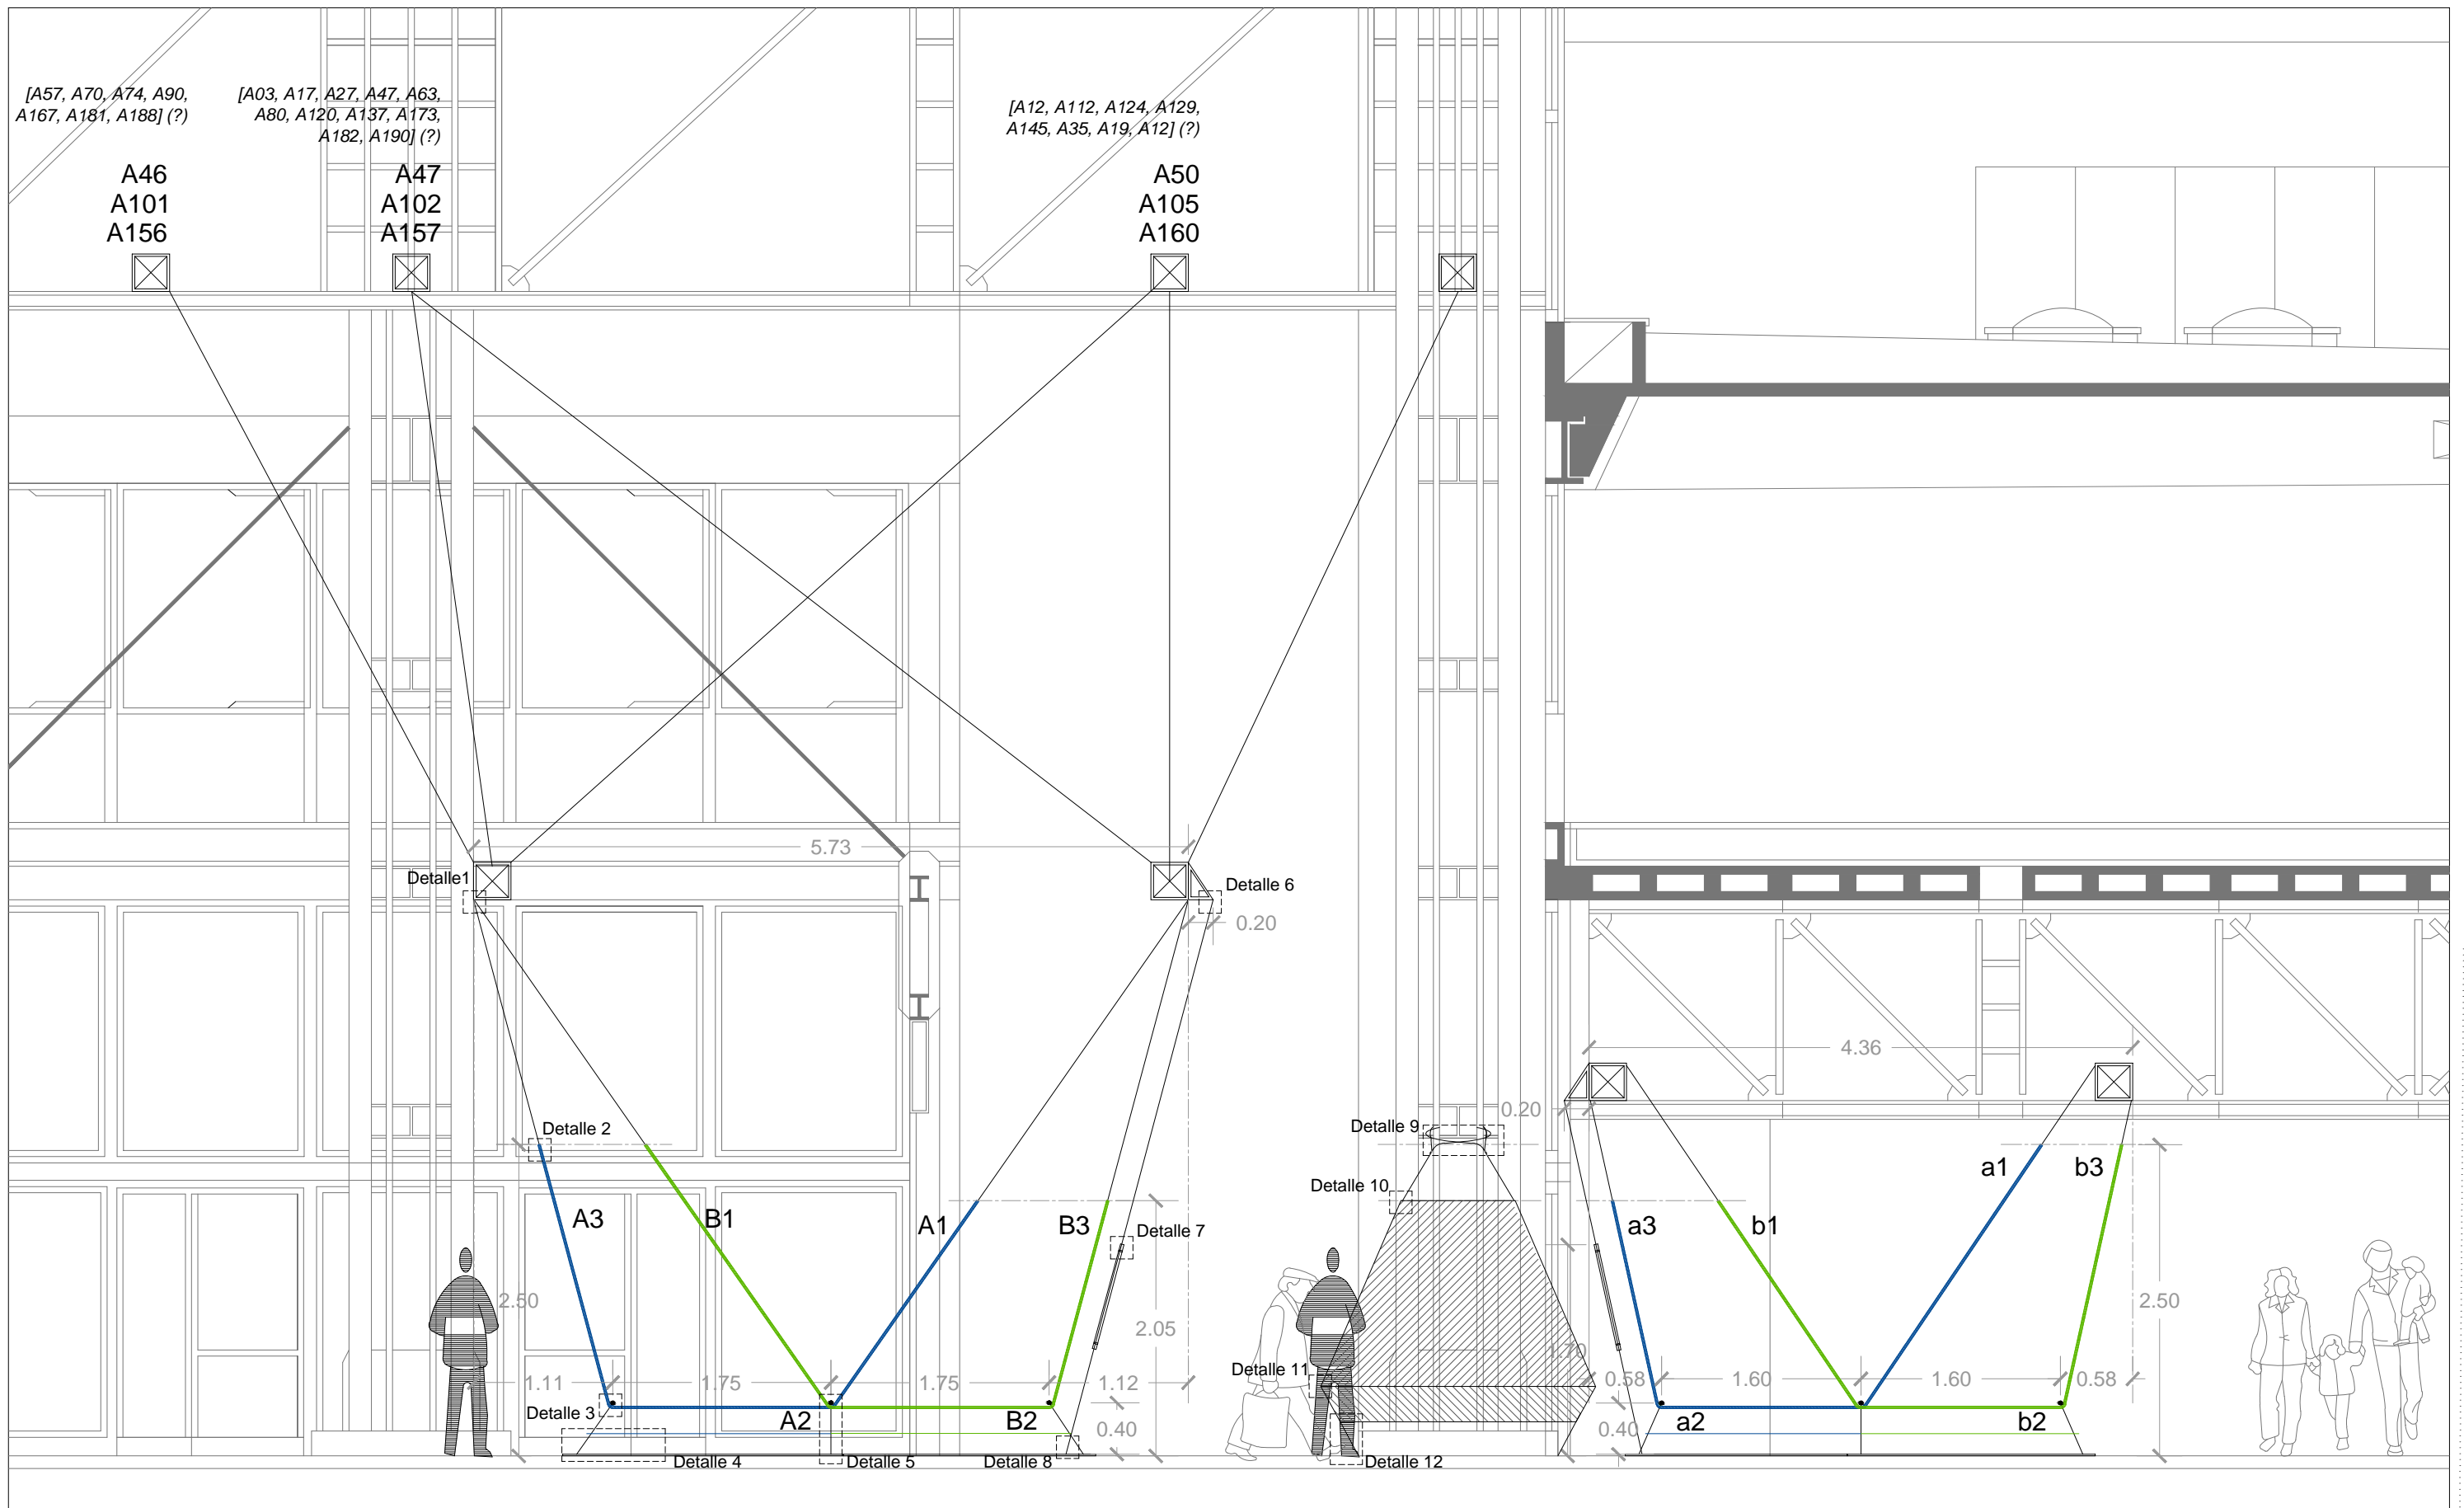 [A57, A70, A74, A90,
A167, A181, A188] (?)
[A03, A17, A27, A47, A63,
A80, A120, A137, A173,
A182, A190] (?)
[A12, A112, A124, A129,
A145, A35, A19, A12] (?)
A46
A101
A156
A47
A102
A157
A50
A105
A160
5.73
Detalle1
Detalle 6
0.20
4.36
0.20
Detalle 2
Detalle 9
Detalle 10
A3
B1
A1
B3
Detalle 7
a3
b1
a1
b3
2.50
2.05
2.50
1.70
Detalle 11
1.11
1.75
1.75
1.12
0.58
1.60
1.60
0.58
Detalle 3
A2
B2
0.40
0.40
a2
b2
Detalle 4
Detalle 5
Detalle 8
Detalle 12